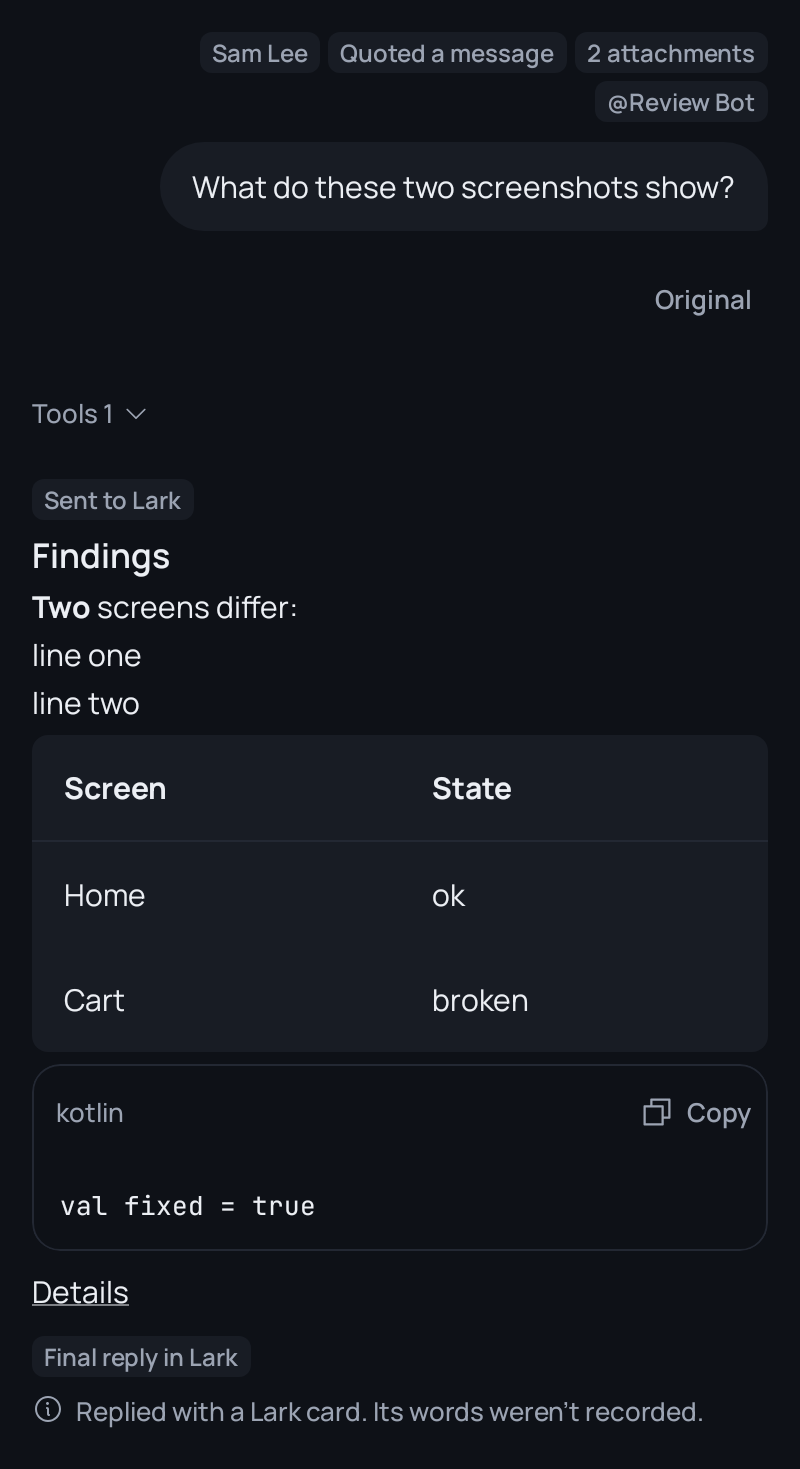 Sam Lee Quoted a message 2 attachments
@Review Bot
What do these two screenshots show?
Original
Tools 1
Sent to Lark
Findings
Two screens differ:
line one
line two
Screen State
Home ok
Cart broken
kotlin Copy
val fixed = true
Details
Final reply in Lark
Replied with a Lark card. Its words weren’t recorded.